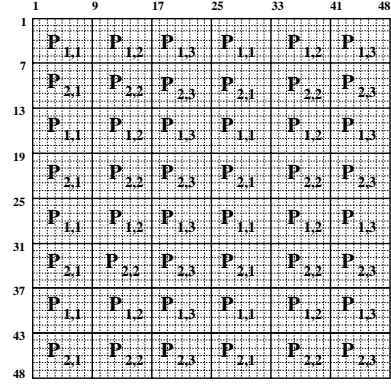 1 9 17 25 33 41 48
1
P1,1 P1,2 P1,3 P1,1 P1,2 P1,3
7
P2,1 P2,2 P2,3 P2,1 P2,2 P2,3
13
P1,1 P1,2 P1,3 P1,1 P1,2 P1,3
19
P2,1 P2,2 P2,3 P2,1 P2,2 P2,3
25
P1,1 P1,2 P1,3 P1,1 P1,2 P1,3
31
P2,1 P2,2 P2,3 P2,1 P2,2 P2,3
37
P1,1 P1,2 P1,3 P1,1 P1,2 P1,3
43
P2,1 P2,2 P2,3 P2,1 P2,2 P2,3
48